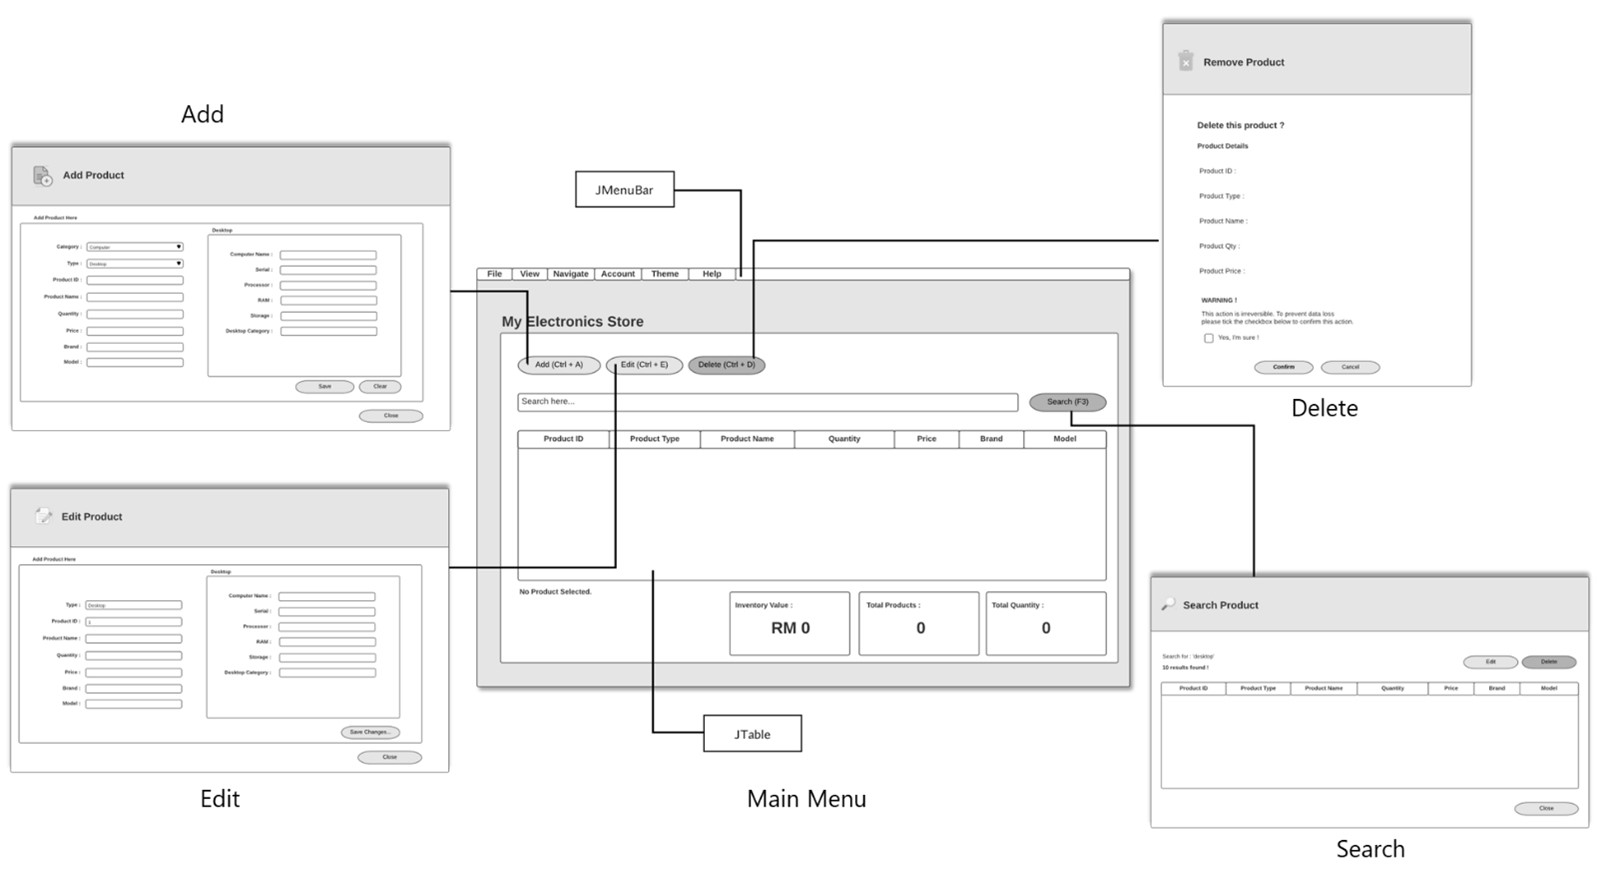 Add
Add Product
Add Product Here
Category :
Computer
Type :
Desktop
Product ID :
Product Name :
Quantity :
Price :
Brand :
Model :
Desktop
Computer Name :
Serial :
Processor :
RAM :
Storage :
Desktop Category :
Save
Clear
Close
Edit Product
Add Product Here
Type :
Desktop
Product ID :
1
Product Name :
Quantity :
Price :
Brand :
Model :
Desktop
Computer Name :
Serial :
Processor :
RAM :
Storage :
Desktop Category :
Save Changes...
Close
Edit
JMenuBar
File View Navigate Account Theme Help
My Electronics Store
Add (Ctrl + A)
Edit (Ctrl + E)
Delete (Ctrl + D)
Search here...
Search (F3)
Product ID Product Type Product Name Quantity Price Brand Model
No Product Selected.
Inventory Value :
RM 0
Total Products :
0
Total Quantity :
0
JTable
Main Menu
Remove Product
Delete this product ?
Product Details
Product ID :
Product Type :
Product Name :
Product Qty :
Product Price :
WARNING !
This action is irreversible. To prevent data loss
please tick the checkbox below to confirm this action.
Yes, I'm sure !
Confirm
Cancel
Delete
Search Product
Search for : 'desktop'
10 results found !
Edit
Delete
Product ID Product Type Product Name Quantity Price Brand Model
Close
Search